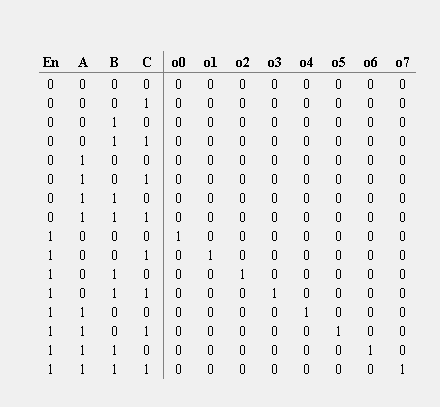 En A B C o0 o1 o2 o3 o4 o5 o6 o7
0 0 0 0 0 0 0 0 0 0 0 0
0 0 0 1 0 0 0 0 0 0 0 0
0 0 1 0 0 0 0 0 0 0 0 0
0 0 1 1 0 0 0 0 0 0 0 0
0 1 0 0 0 0 0 0 0 0 0 0
0 1 0 1 0 0 0 0 0 0 0 0
0 1 1 0 0 0 0 0 0 0 0 0
0 1 1 1 0 0 0 0 0 0 0 0
1 0 0 0 1 0 0 0 0 0 0 0
1 0 0 1 0 1 0 0 0 0 0 0
1 0 1 0 0 0 1 0 0 0 0 0
1 0 1 1 0 0 0 1 0 0 0 0
1 1 0 0 0 0 0 0 1 0 0 0
1 1 0 1 0 0 0 0 0 1 0 0
1 1 1 0 0 0 0 0 0 0 1 0
1 1 1 1 0 0 0 0 0 0 0 1